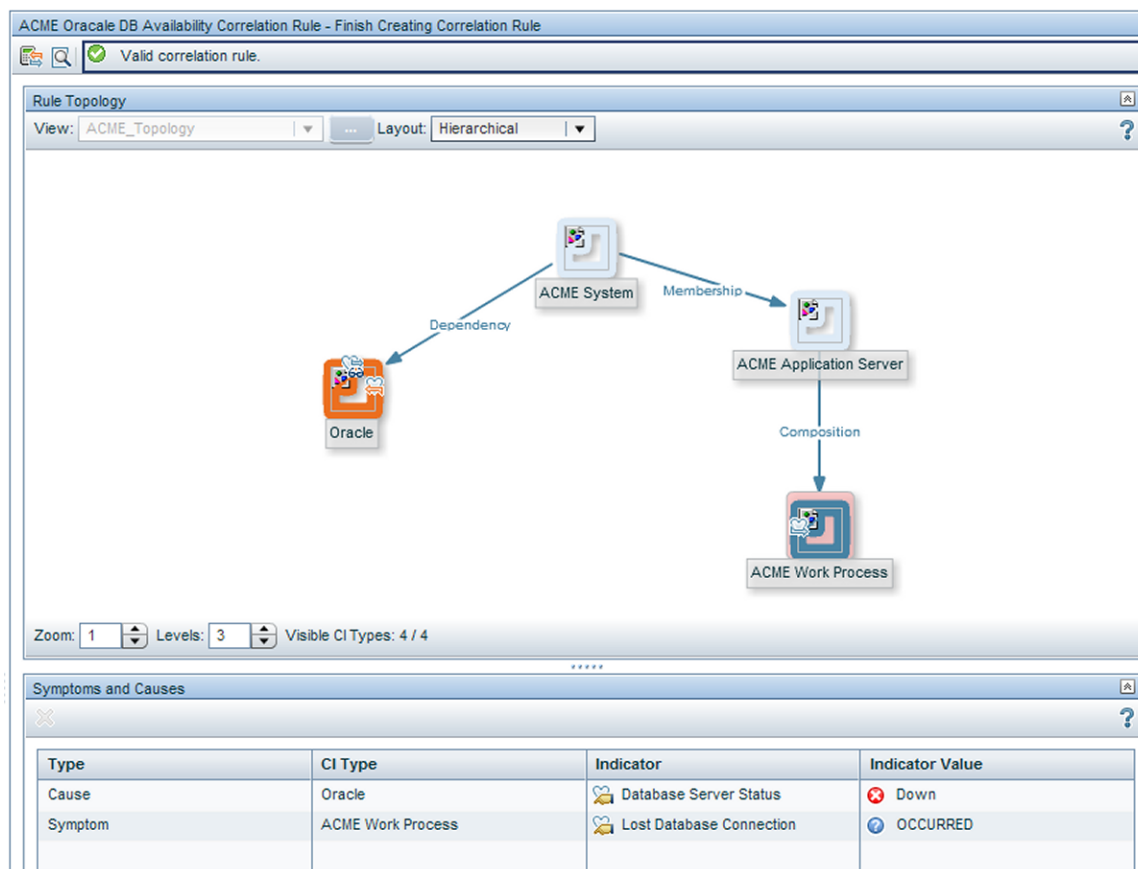 ACME Oracale DB Availability Correlation Rule - Finish Creating Correlation Rule
Valid correlation rule.
Rule Topology
View: ACME_Topology ... Layout: Hierarchical
?
ACME System
Membership
Dependency
ACME Application Server
Oracle
Composition
ACME Work Process
Zoom: 1 Levels: 3 Visible CI Types: 4 / 4
Symptoms and Causes
?
Type CI Type Indicator Indicator Value
Cause Oracle Database Server Status Down
Symptom ACME Work Process Lost Database Connection OCCURRED